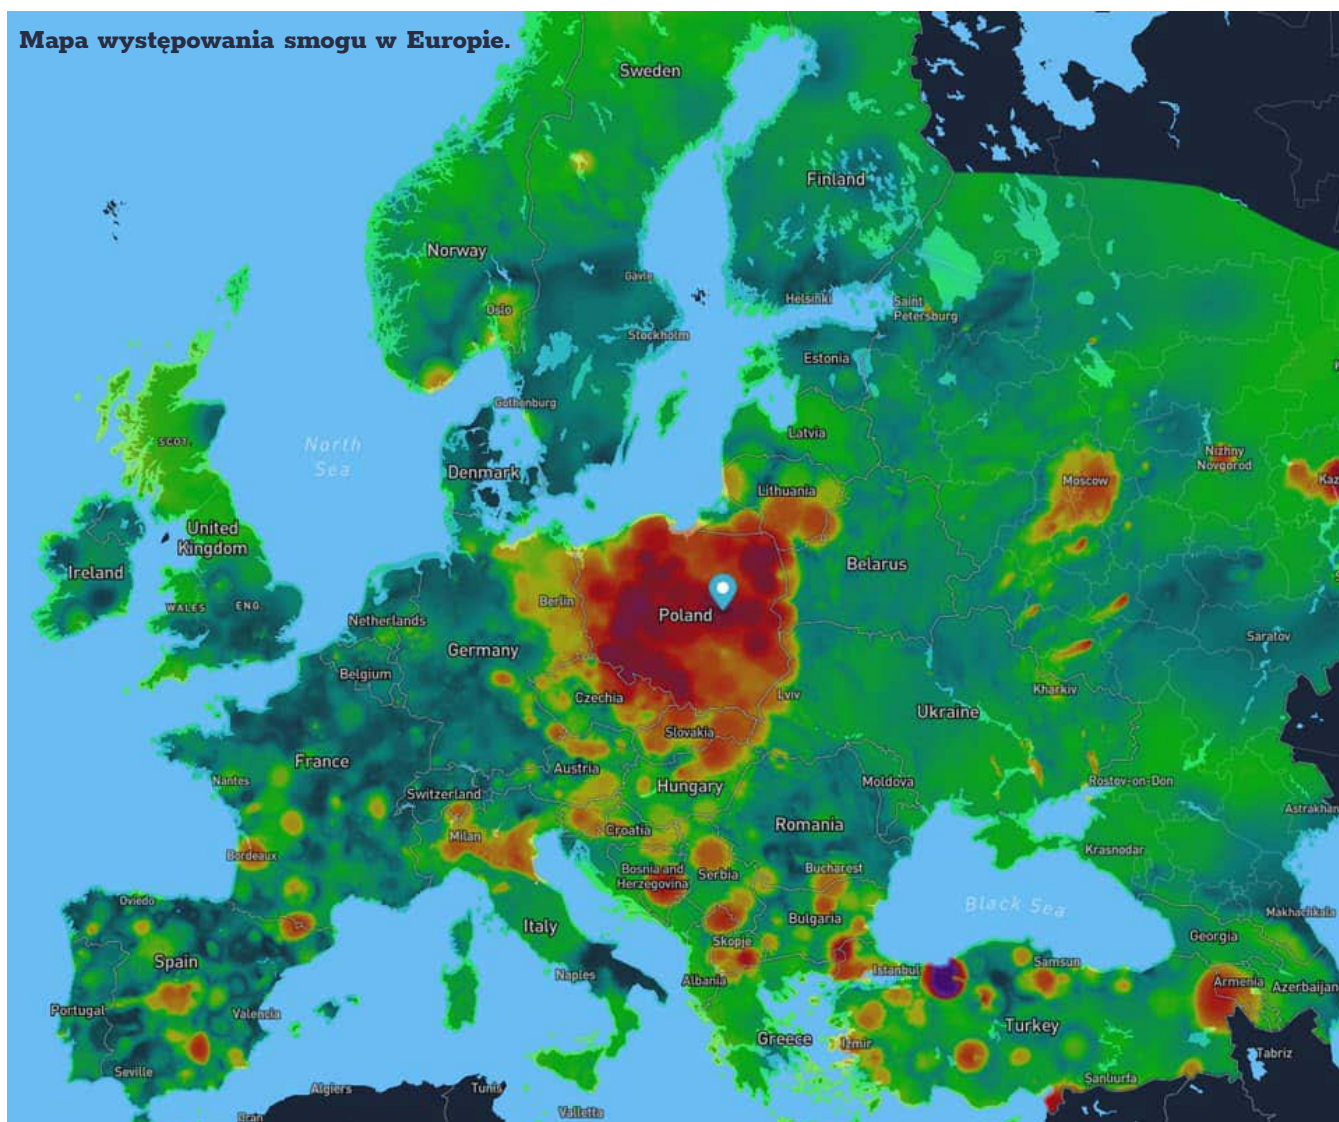 Mapa występowania smogu w Europie.
Sweden
Finland
Norway
Gävle
Oslo
Helsinki
Saint
Petersburg
Stockholm
Estonia
Gothenburg
SCOT.
North
Sea
Latvia
Denmark
Nizhny
Novgorod
Moscow
Kaz
Lithuania
United
Kingdom
Ireland
Belarus
WALES
ENG.
Berlin
Poland
Netherlands
Saratov
Germany
Belgium
Kharkiv
Czechia
Lviv
Ukraine
Slovakia
France
Austria
Nantes
Hungary
Moldova
Rostov-on-Don
Switzerland
Astrakhan
Milan
Croatia
Romania
Bordeaux
Krasnodar
Bosnia and
Herzegovina
Serbia
Bucharest
Oviedo
Black Sea
Makhachkala
Italy
Bulgaria
Skopje
Georgia
Spain
Naples
Albania
Istanbul
Samsun
Armenia
Azerbaijan
Portugal
Valencia
Turkey
Greece
Izmir
Tabriz
Seville
Algiers
Tunis
Şanlıurfa
Oran
Valletta